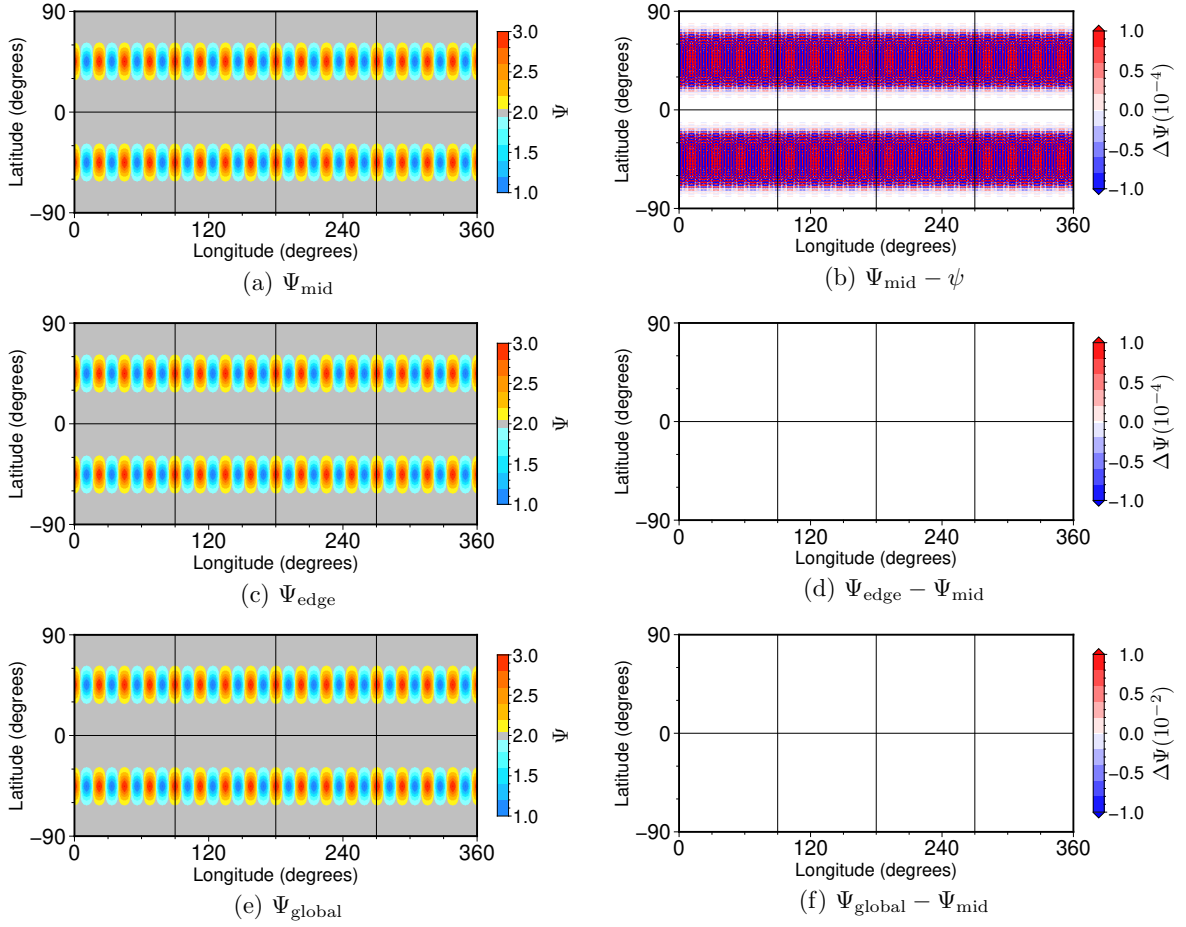 90
0
−90
Latitude (degrees)
0 120 240 360
Longitude (degrees)
3.0
2.5
2.0
1.5
1.0
Ψ
(a) Ψmid
90
0
−90
Latitude (degrees)
0 120 240 360
Longitude (degrees)
1.0
0.5
0.0
−0.5
−1.0
ΔΨ(10−4)
(b) Ψmid − ψ
90
0
−90
Latitude (degrees)
0 120 240 360
Longitude (degrees)
3.0
2.5
2.0
1.5
1.0
Ψ
(c) Ψedge
90
0
−90
Latitude (degrees)
0 120 240 360
Longitude (degrees)
1.0
0.5
0.0
−0.5
−1.0
ΔΨ(10−4)
(d) Ψedge − Ψmid
90
0
−90
Latitude (degrees)
0 120 240 360
Longitude (degrees)
3.0
2.5
2.0
1.5
1.0
Ψ
(e) Ψglobal
90
0
−90
Latitude (degrees)
0 120 240 360
Longitude (degrees)
1.0
0.5
0.0
−0.5
−1.0
ΔΨ(10−2)
(f) Ψglobal − Ψmid